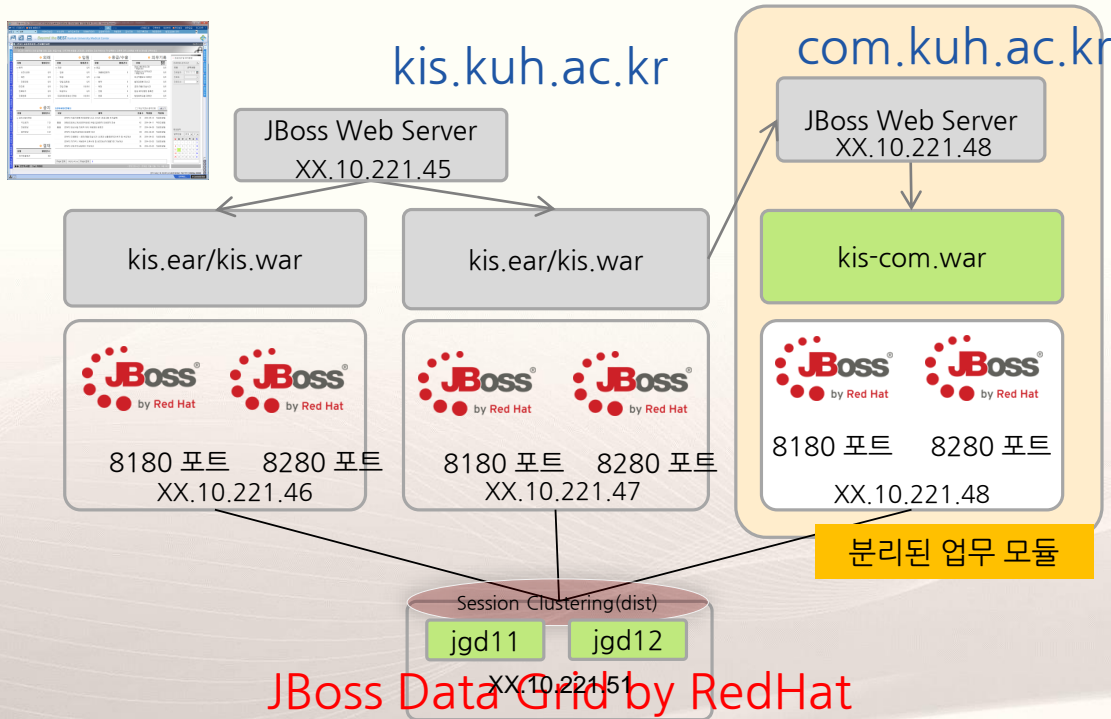 kis.kuh.ac.kr
com.kuh.ac.kr
JBoss Web Server
XX.10.221.45
JBoss Web Server
XX.10.221.48
kis.ear/kis.war
kis.ear/kis.war
kis-com.war
JBoss®
by Red Hat
JBoss®
by Red Hat
8180 포트
8280 포트
XX.10.221.46
JBoss®
by Red Hat
JBoss®
by Red Hat
8180 포트
8280 포트
XX.10.221.47
JBoss®
by Red Hat
JBoss®
by Red Hat
8180 포트
8280 포트
XX.10.221.48
분리된 업무 모듈
Session Clustering(dist)
jgd11
jgd12
XX.10.221.51
JBoss Data Grid by RedHat